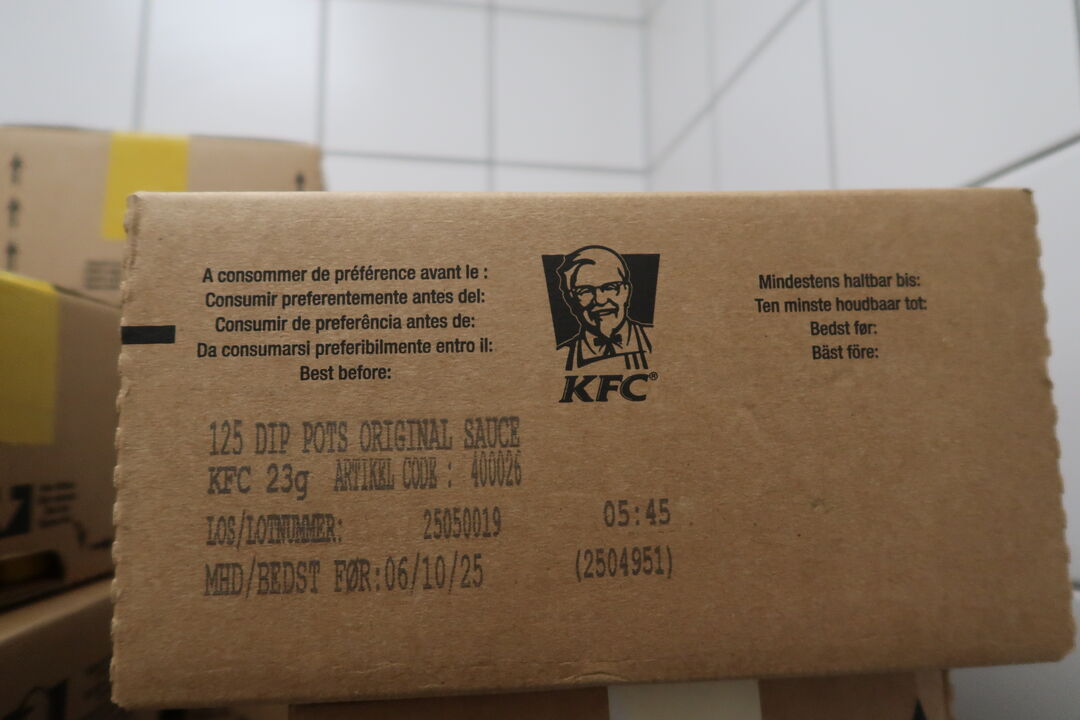 A consommer de préférence avant le :
Consumir preferentemente antes del:
Consumir de preferência antes de:
Da consumarsi preferibilmente entro il:
Best before:
KFC®
Mindestens haltbar bis:
Ten minste houdbaar tot:
Bedst før:
Bäst före:
125 DIP POTS ORIGINAL SAUCE
KFC 23g ARTIKEL CODE : 400026
LOS/LOTNUMMER: 25050019 05:45
MHD/BEDST FØR:06/10/25 (2504951)